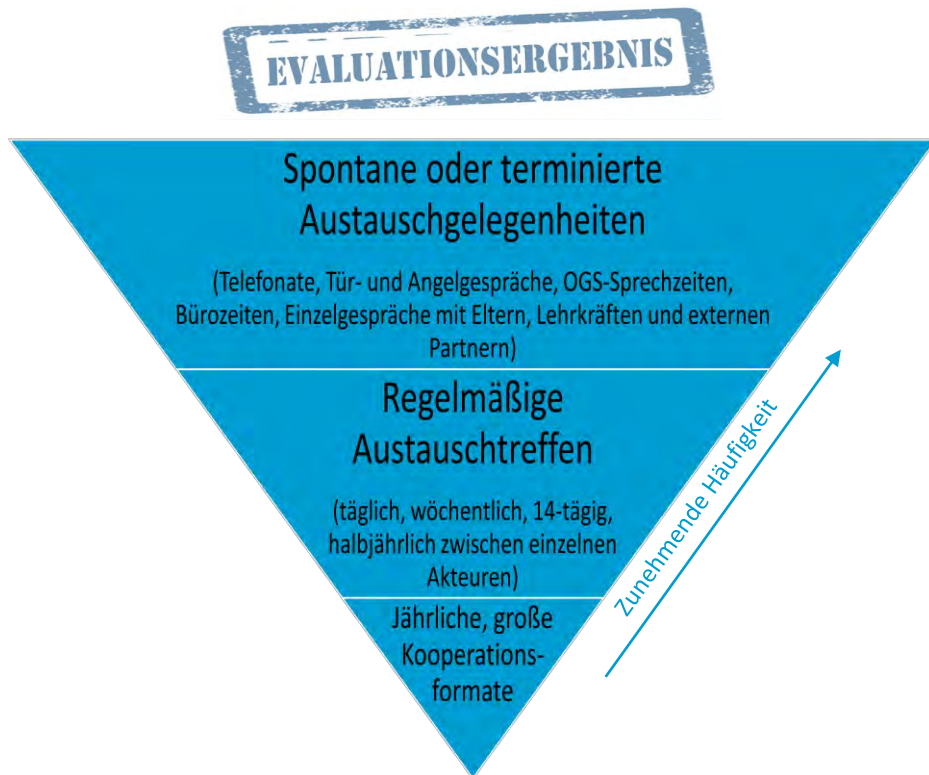 EVALUATIONSERGEBNIS
Spontane oder terminierte
Austauschgelegenheiten
(Telefonate, Tür- und Angelgespräche, OGS-Sprechzeiten,
Bürozeiten, Einzelgespräche mit Eltern, Lehrkräften und externen
Partnern)
Regelmäßige
Austauschtreffen
(täglich, wöchentlich, 14-tägig,
halbjährlich zwischen einzelnen
Akteuren)
Jährliche, große
Kooperations-
formate
Zunehmende Häufigkeit